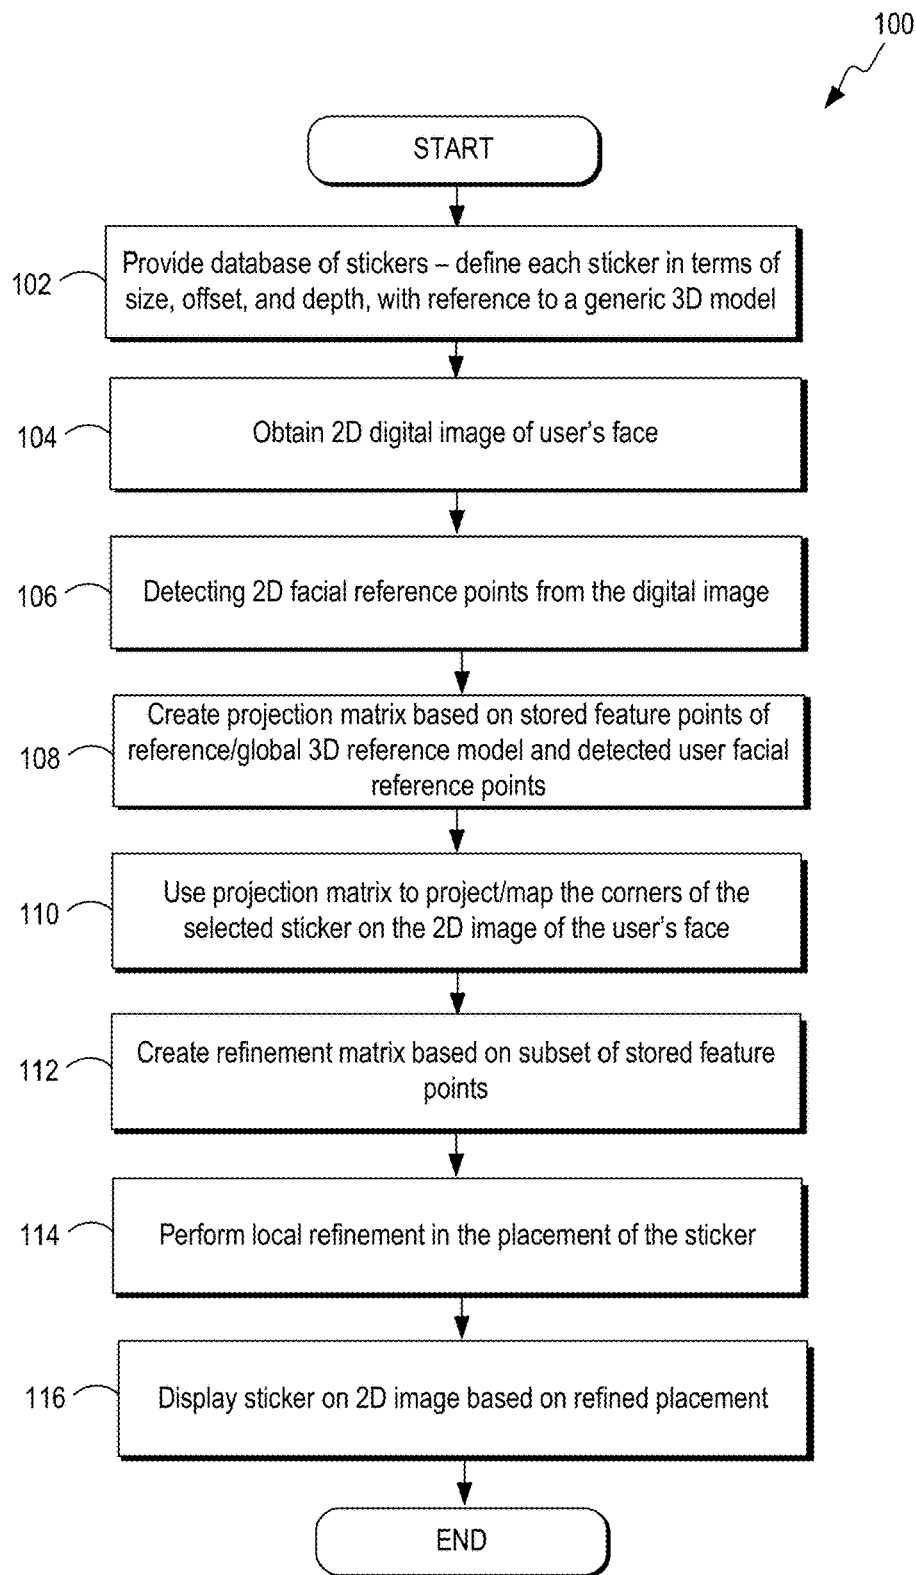 100
START
102
Provide database of stickers – define each sticker in terms of
size, offset, and depth, with reference to a generic 3D model
104
Obtain 2D digital image of user's face
106
Detecting 2D facial reference points from the digital image
108
Create projection matrix based on stored feature points of
reference/global 3D reference model and detected user facial
reference points
110
Use projection matrix to project/map the corners of the
selected sticker on the 2D image of the user's face
112
Create refinement matrix based on subset of stored feature
points
114
Perform local refinement in the placement of the sticker
116
Display sticker on 2D image based on refined placement
END